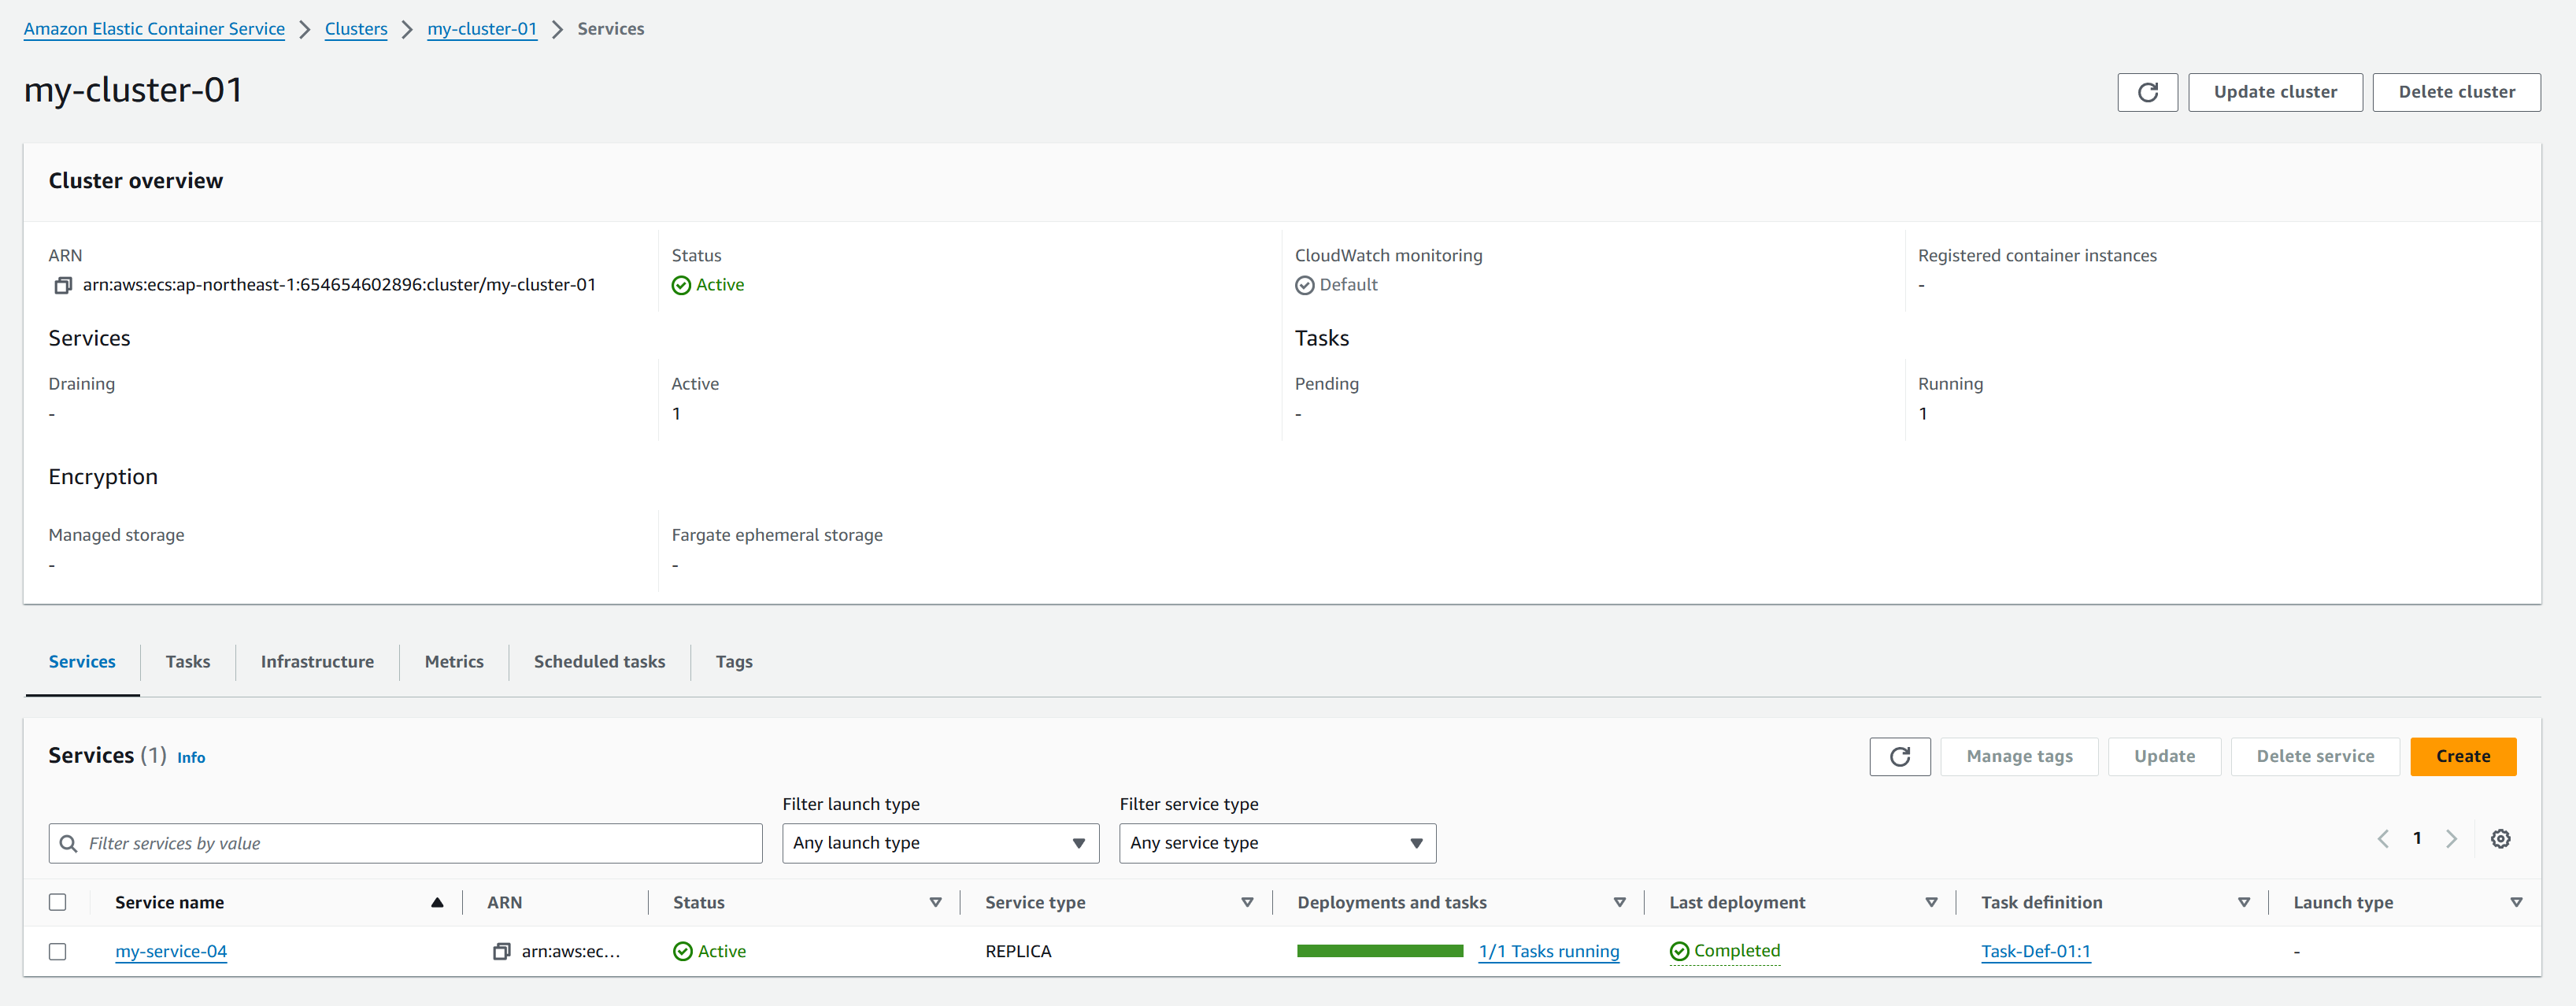 Amazon Elastic Container Service > Clusters > my-cluster-01 > Services
my-cluster-01
Update cluster
Delete cluster
Cluster overview
ARN
arn:aws:ecs:ap-northeast-1:654654602896:cluster/my-cluster-01
Status
Active
CloudWatch monitoring
Default
Registered container instances
-
Services
Draining
-
Active
1
Tasks
Pending
-
Running
1
Encryption
Managed storage
-
Fargate ephemeral storage
-
Services Tasks Infrastructure Metrics Scheduled tasks Tags
Services (1) Info
Manage tags
Update
Delete service
Create
Filter launch type
Filter service type
Filter services by value
Any launch type
Any service type
1
Service name ARN Status Service type Deployments and tasks Last deployment Task definition Launch type
my-service-04 arn:aws:ec... Active REPLICA 1/1 Tasks running Completed Task-Def-01:1 -